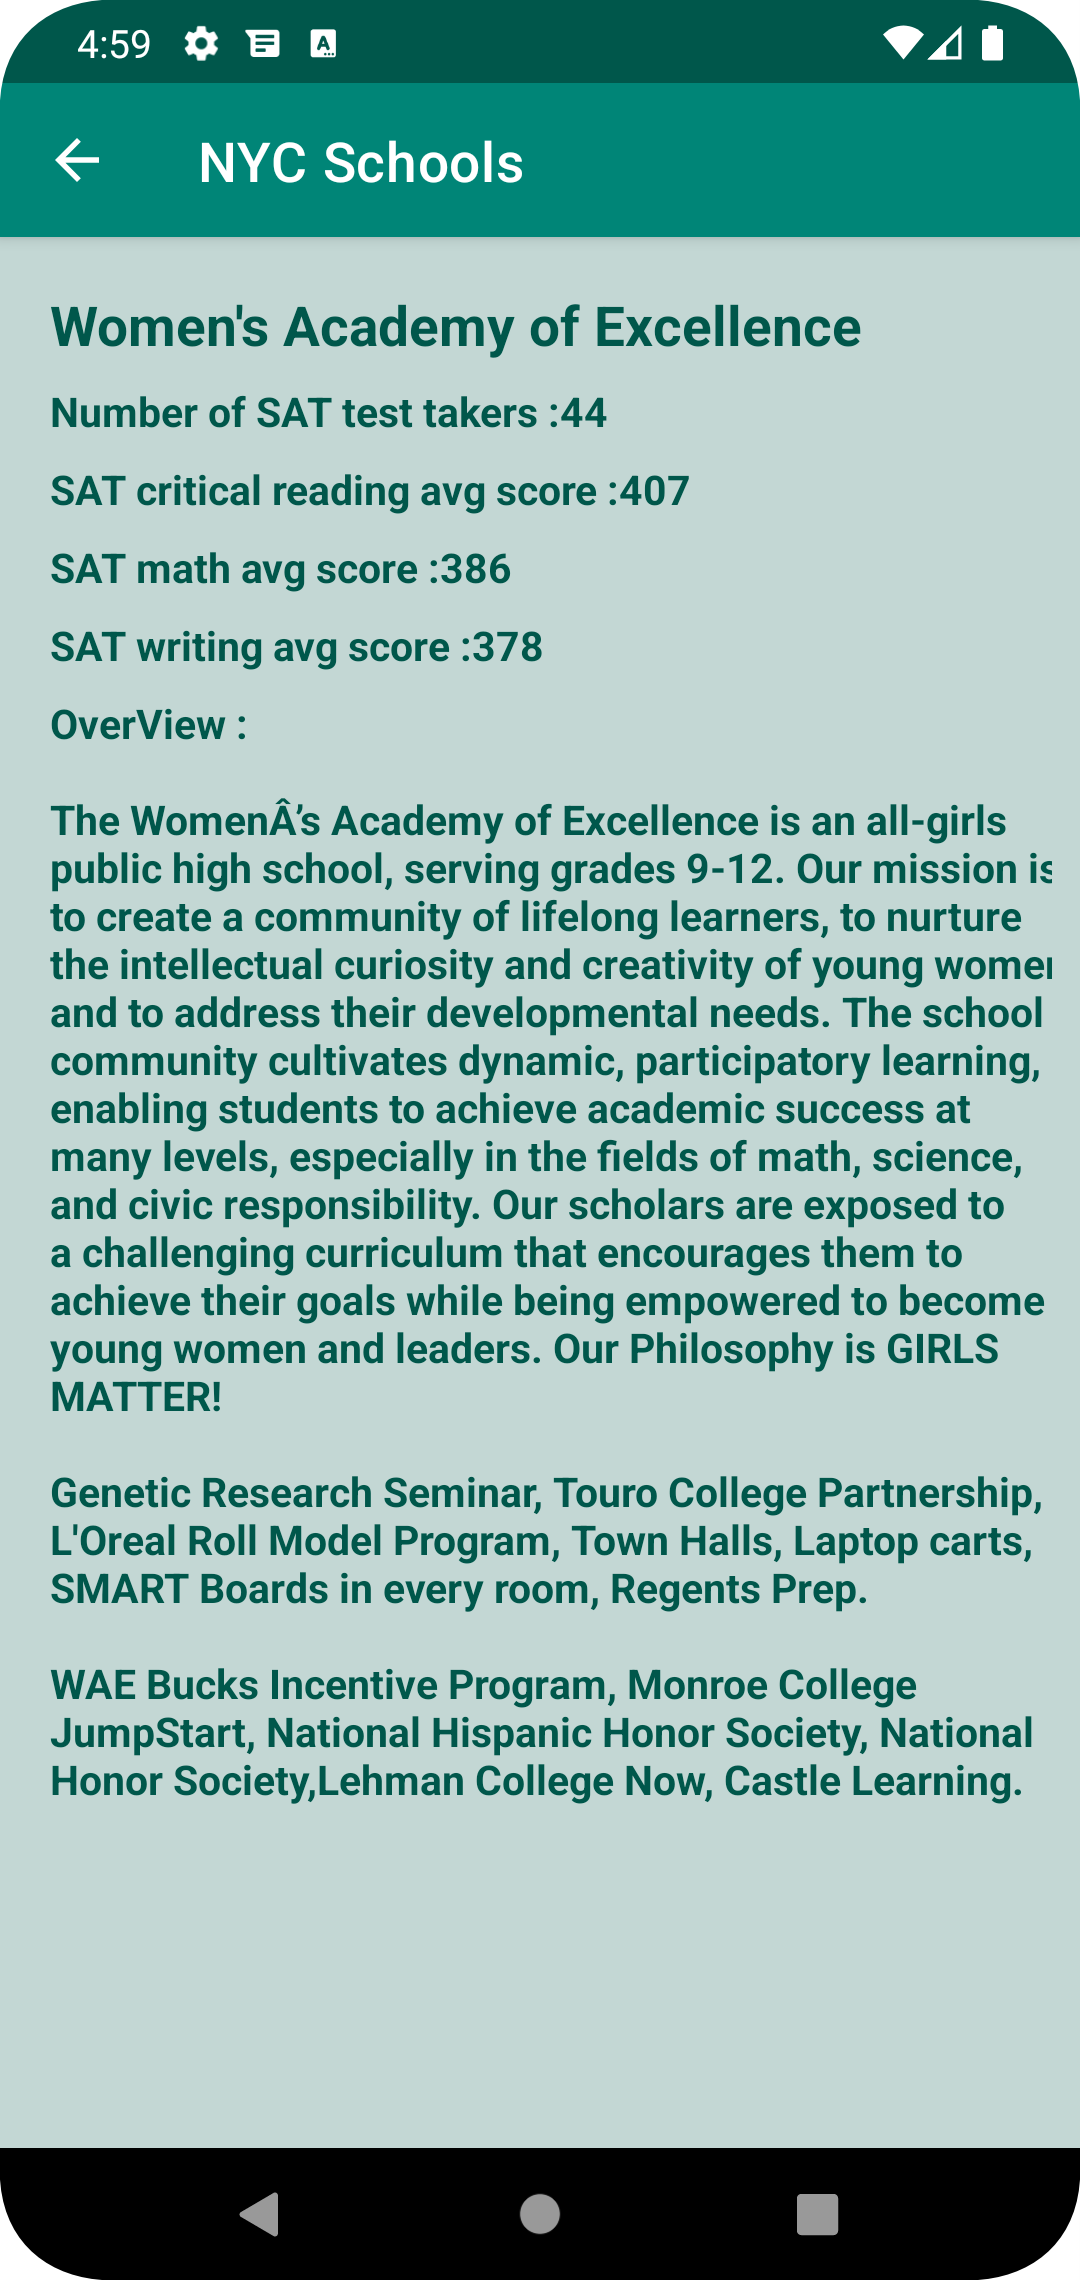 4:59
NYC Schools
Women's Academy of Excellence
Number of SAT test takers :44
SAT critical reading avg score :407
SAT math avg score :386
SAT writing avg score :378
OverView :
The WomenÂ’s Academy of Excellence is an all-girls
public high school, serving grades 9-12. Our mission is
to create a community of lifelong learners, to nurture
the intellectual curiosity and creativity of young women
and to address their developmental needs. The school
community cultivates dynamic, participatory learning,
enabling students to achieve academic success at
many levels, especially in the fields of math, science,
and civic responsibility. Our scholars are exposed to
a challenging curriculum that encourages them to
achieve their goals while being empowered to become
young women and leaders. Our Philosophy is GIRLS
MATTER!
Genetic Research Seminar, Touro College Partnership,
L'Oreal Roll Model Program, Town Halls, Laptop carts,
SMART Boards in every room, Regents Prep.
WAE Bucks Incentive Program, Monroe College
JumpStart, National Hispanic Honor Society, National
Honor Society,Lehman College Now, Castle Learning.